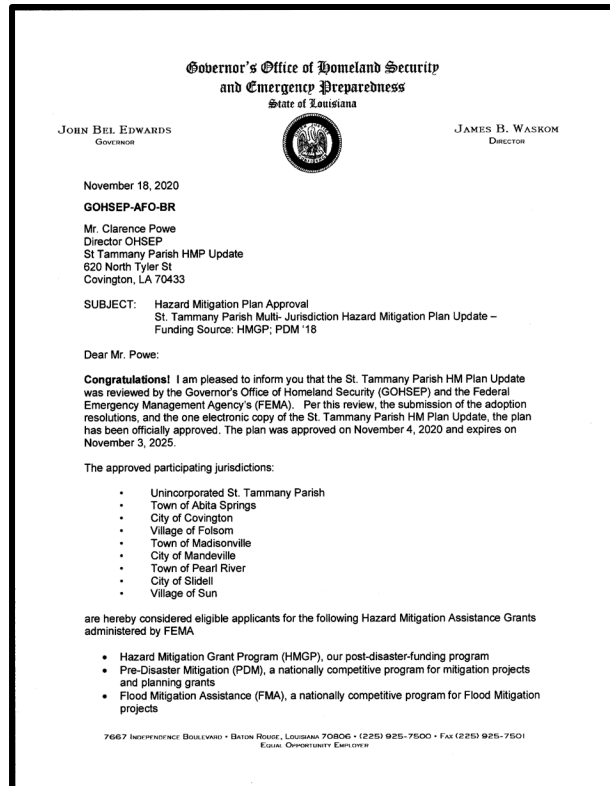 Governor's Office of Homeland Security
and Emergency Preparedness
State of Louisiana
JOHN BEL EDWARDS
GOVERNOR
JAMES B. WASKOM
DIRECTOR
November 18, 2020
GOHSEP-AFO-BR
Mr. Clarence Powe
Director OHSEP
St Tammany Parish HMP Update
620 North Tyler St
Covington, LA 70433
SUBJECT: Hazard Mitigation Plan Approval
St. Tammany Parish Multi- Jurisdiction Hazard Mitigation Plan Update –
Funding Source: HMGP; PDM '18
Dear Mr. Powe:
Congratulations! I am pleased to inform you that the St. Tammany Parish HM Plan Update
was reviewed by the Governor's Office of Homeland Security (GOHSEP) and the Federal
Emergency Management Agency's (FEMA). Per this review, the submission of the adoption
resolutions, and the one electronic copy of the St. Tammany Parish HM Plan Update, the plan
has been officially approved. The plan was approved on November 4, 2020 and expires on
November 3, 2025.
The approved participating jurisdictions:
• Unincorporated St. Tammany Parish
• Town of Abita Springs
• City of Covington
• Village of Folsom
• Town of Madisonville
• City of Mandeville
• Town of Pearl River
• City of Slidell
• Village of Sun
are hereby considered eligible applicants for the following Hazard Mitigation Assistance Grants
administered by FEMA
• Hazard Mitigation Grant Program (HMGP), our post-disaster-funding program
• Pre-Disaster Mitigation (PDM), a nationally competitive program for mitigation projects
and planning grants
• Flood Mitigation Assistance (FMA), a nationally competitive program for Flood Mitigation
projects
7667 INDEPENDENCE BOULEVARD • BATON ROUGE, LOUISIANA 70806 • (225) 925-7500 • FAX (225) 925-7501
EQUAL OPPORTUNITY EMPLOYER